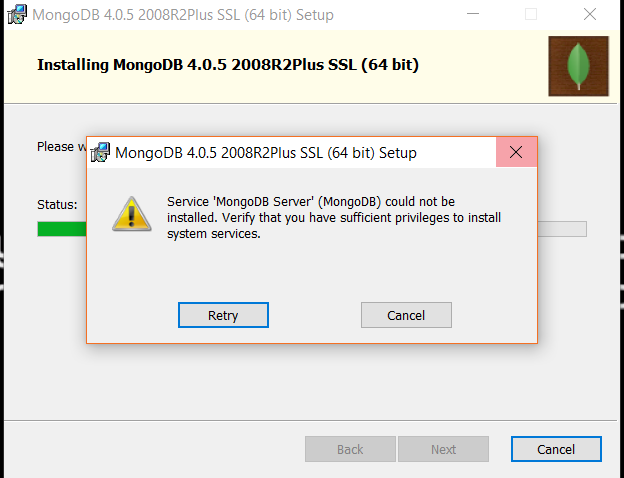 MongoDB 4.0.5 2008R2Plus SSL (64 bit) Setup
Installing MongoDB 4.0.5 2008R2Plus SSL (64 bit)
Please w
MongoDB 4.0.5 2008R2Plus SSL (64 bit) Setup
Status:
Service 'MongoDB Server' (MongoDB) could not be
installed. Verify that you have sufficient privileges to install
system services.
Retry
Cancel
Back
Next
Cancel